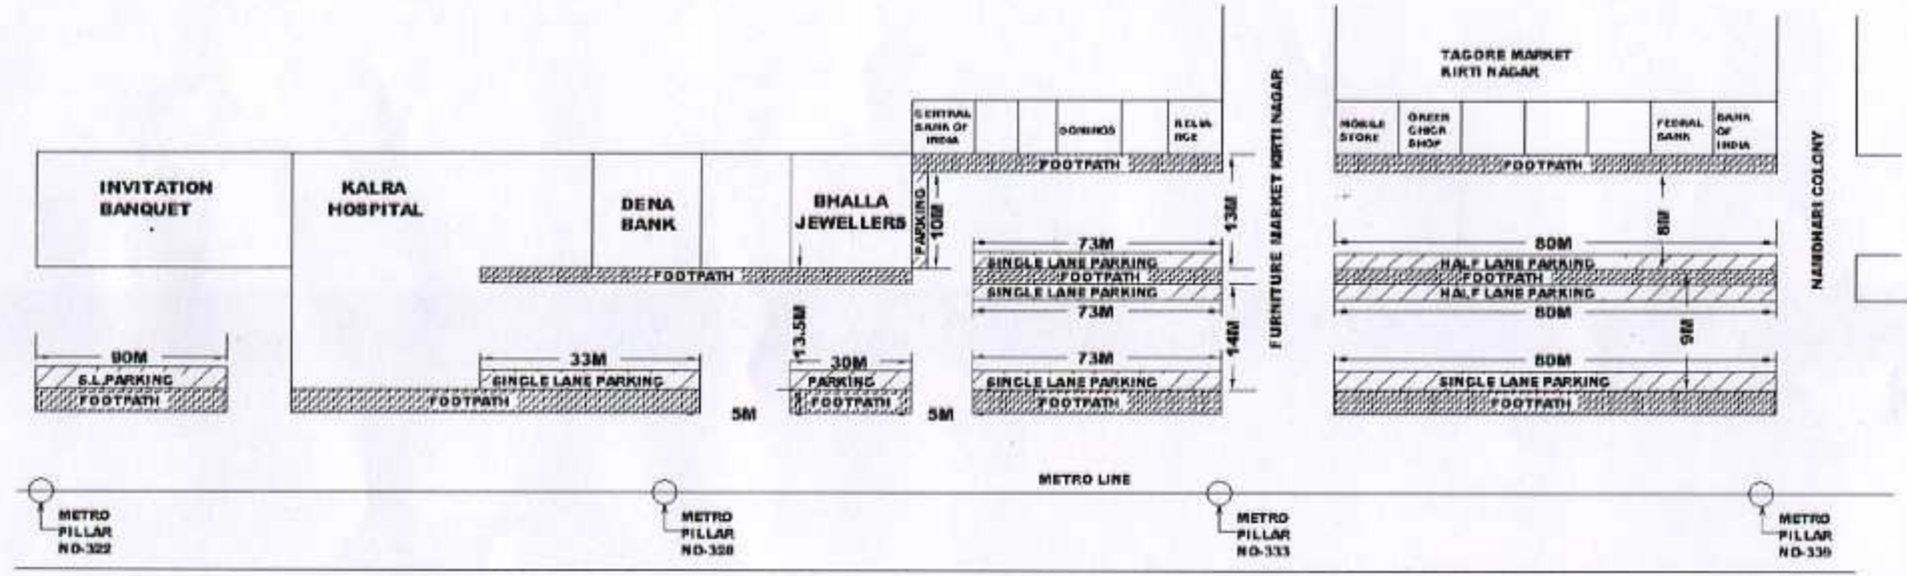 TAGORE MARKET
KIRTI NAGAR
CENTRAL
BANK OF
INDIA
DOMINOS
RELIA
NCE
MOBILE
STORE
GREEN
CHICK
SHOP
FEDRAL
BANK
BANK
OF
INDIA
FOOTPATH
FOOTPATH
INVITATION
BANQUET
KALRA
HOSPITAL
DENA
BANK
BHALLA
JEWELLERS
PARKING
10M
13M
FURNITURE MARKET KIRTI NAGAR
8M
NAMDHARI COLONY
73M
80M
SINGLE LANE PARKING
HALF LANE PARKING
FOOTPATH
FOOTPATH
FOOTPATH
SINGLE LANE PARKING
HALF LANE PARKING
73M
80M
13.5M
14M
9M
90M
33M
30M
73M
80M
S.L.PARKING
SINGLE LANE PARKING
PARKING
SINGLE LANE PARKING
SINGLE LANE PARKING
FOOTPATH
FOOTPATH
FOOTPATH
FOOTPATH
FOOTPATH
5M
5M
METRO LINE
METRO
PILLAR
NO-322
METRO
PILLAR
NO-328
METRO
PILLAR
NO-333
METRO
PILLAR
NO-339